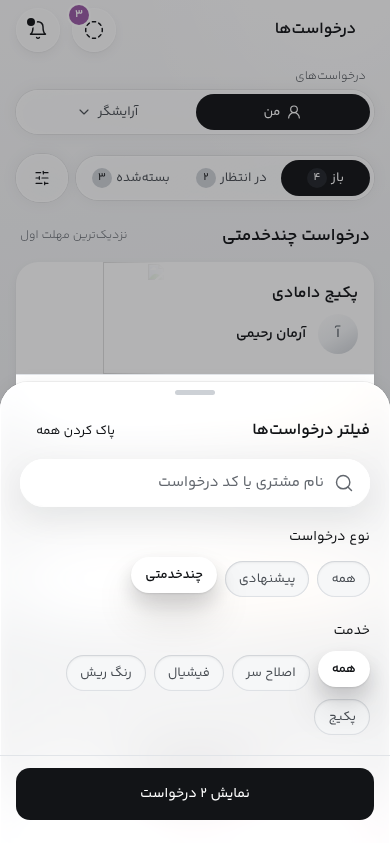 درخواست‌ها
۳
درخواست‌های
من
آرایشگر
باز ۴
در انتظار ۲
بسته‌شده ۳
درخواست چندخدمتی
نزدیک‌ترین مهلت اول
پکیج دامادی
آ
آرمان رحیمی
فیلتر درخواست‌ها
پاک کردن همه
نام مشتری یا کد درخواست
نوع درخواست
همه
پیشنهادی
چندخدمتی
خدمت
همه
اصلاح سر
فیشیال
رنگ ریش
پکیج
نمایش ۲ درخواست